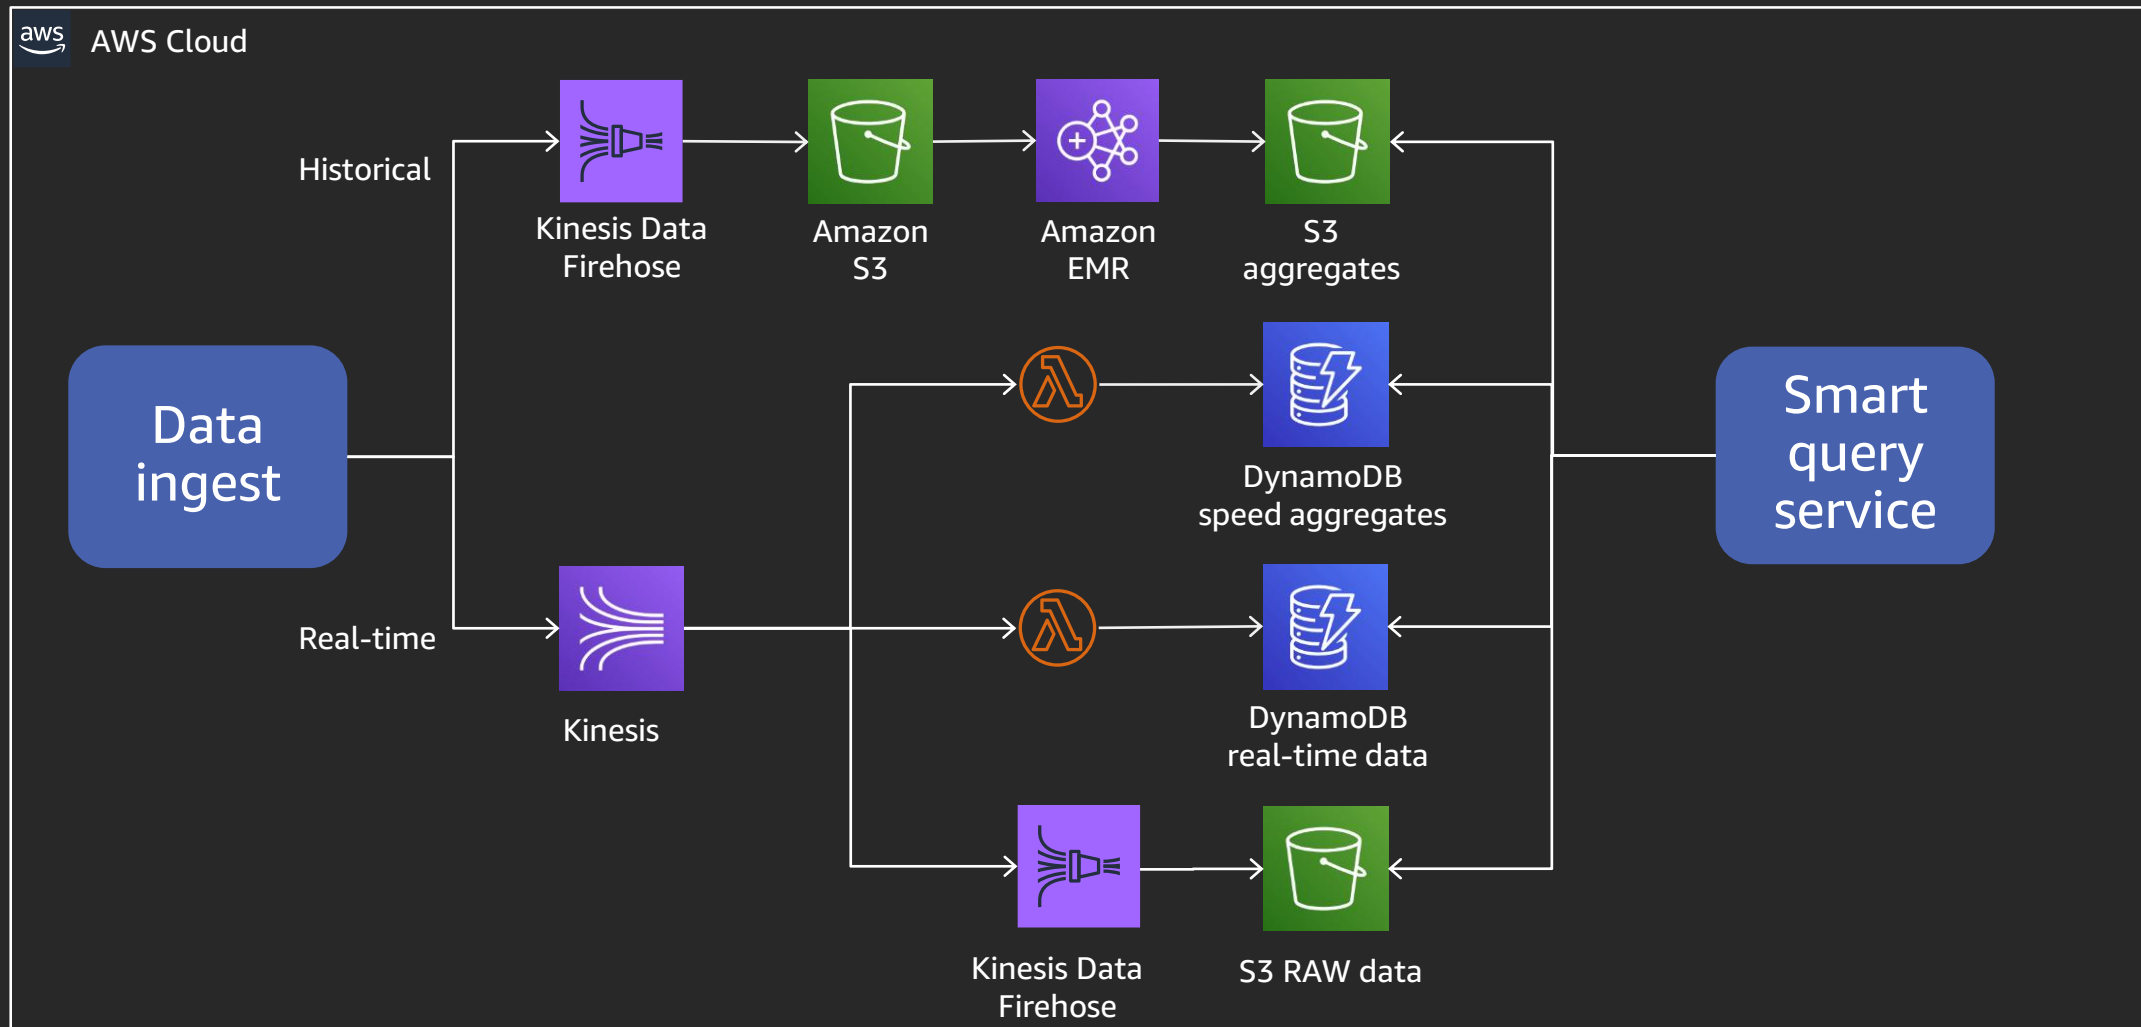 aws
AWS Cloud
Historical
Kinesis Data
Firehose
Amazon
S3
Amazon
EMR
S3
aggregates
Data
ingest
Smart
query
service
DynamoDB
speed aggregates
Real-time
Kinesis
DynamoDB
real-time data
Kinesis Data
Firehose
S3 RAW data